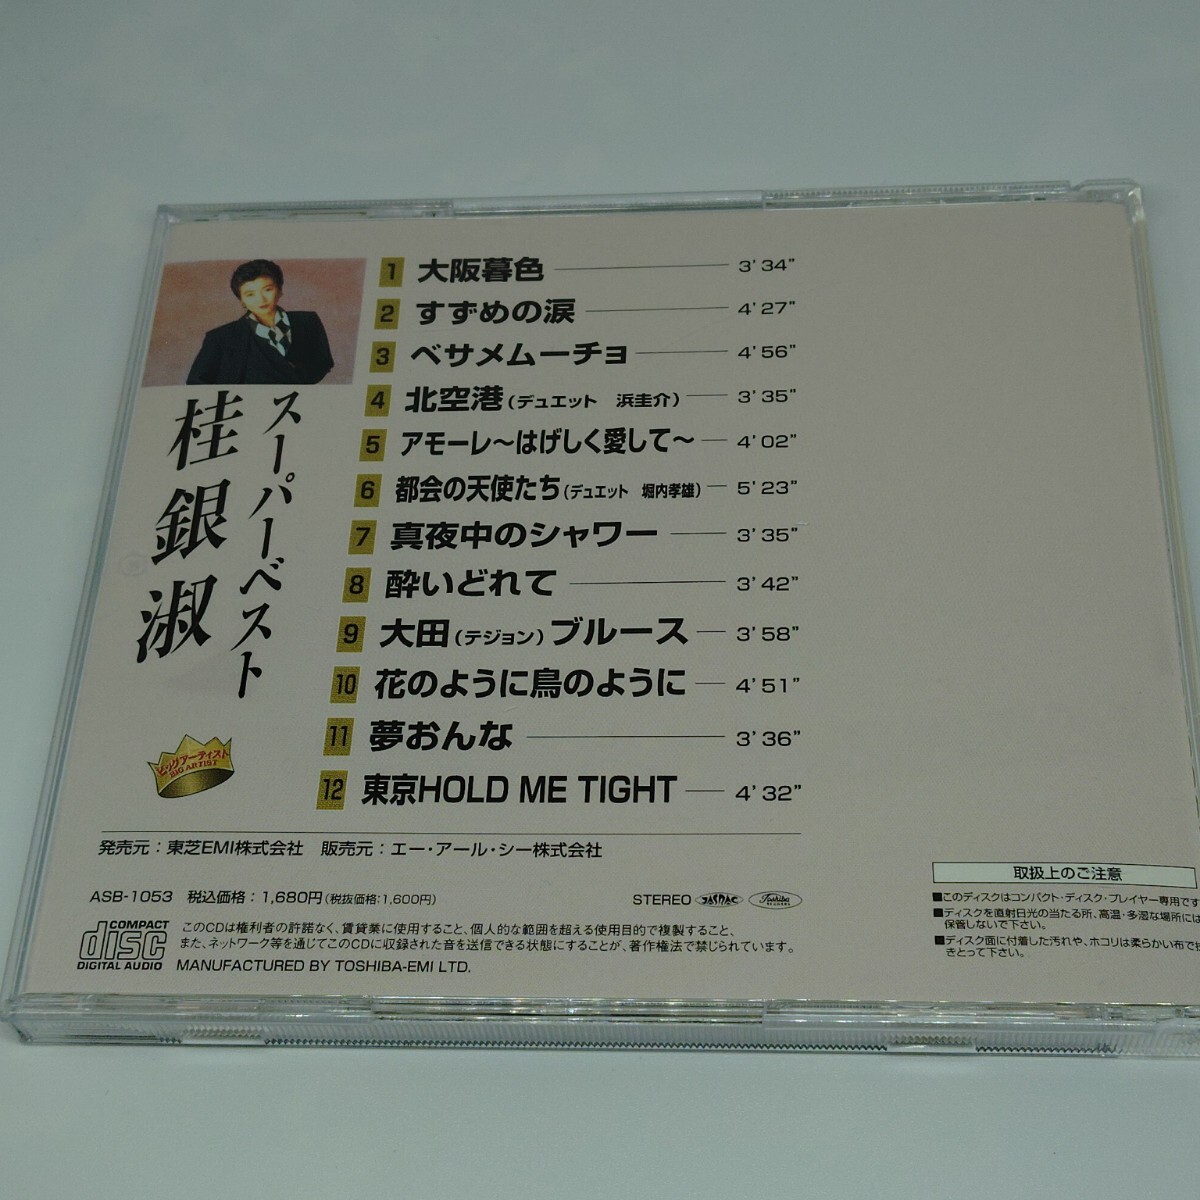 スーパーベスト
桂銀淑
ビッグアーティスト
BIG ARTIST
1 大阪暮色 3'34"
2 すずめの涙 4'27"
3 ベサメムーチョ 4'56"
4 北空港(デュエット 浜圭介) 3'35"
5 アモーレ~はげしく愛して~ 4'02"
6 都会の天使たち(デュエット 堀内孝雄) 5'23"
7 真夜中のシャワー 3'35"
8 酔いどれて 3'42"
9 大田(テジョン)ブルース 3'58"
10 花のように鳥のように 4'51"
11 夢おんな 3'36"
12 東京HOLD ME TIGHT 4'32"
発売元:東芝EMI株式会社 販売元:エー・アール・シー株式会社
ASB-1053 税込価格:1,680円(税抜価格:1,600円) STEREO JASRAC Toshiba RECORDS
COMPACT disc DIGITAL AUDIO
このCDは権利者の許諾なく、賃貸業に使用すること、個人的な範囲を超える使用目的で複製すること、
また、ネットワーク等を通じてこのCDに収録された音を送信できる状態にすることが、著作権法で禁じられています。
MANUFACTURED BY TOSHIBA-EMI LTD.
取扱上のご注意
■このディスクはコンパクト・ディスク・プレイヤー専用です
■ディスクを直射日光の当たる所、高温・多湿な場所には
保管しないで下さい。
■ディスク面に付着した汚れや、ホコリは柔らかい布で
きとって下さい。